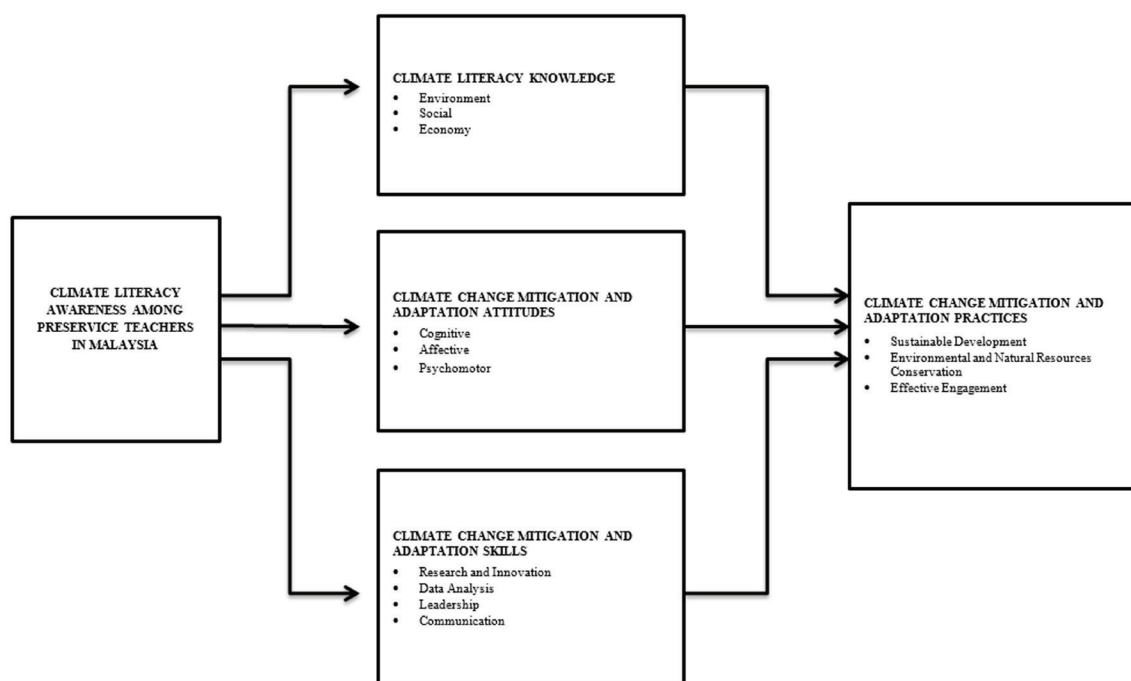 CLIMATE LITERACY
AWARENESS AMONG
PRESERVICE TEACHERS
IN MALAYSIA
CLIMATE LITERACY KNOWLEDGE
• Environment
• Social
• Economy
CLIMATE CHANGE MITIGATION AND
ADAPTATION ATTITUDES
• Cognitive
• Affective
• Psychomotor
CLIMATE CHANGE MITIGATION AND
ADAPTATION SKILLS
• Research and Innovation
• Data Analysis
• Leadership
• Communication
CLIMATE CHANGE MITIGATION AND
ADAPTATION PRACTICES
• Sustainable Development
• Environmental and Natural Resources
Conservation
• Effective Engagement